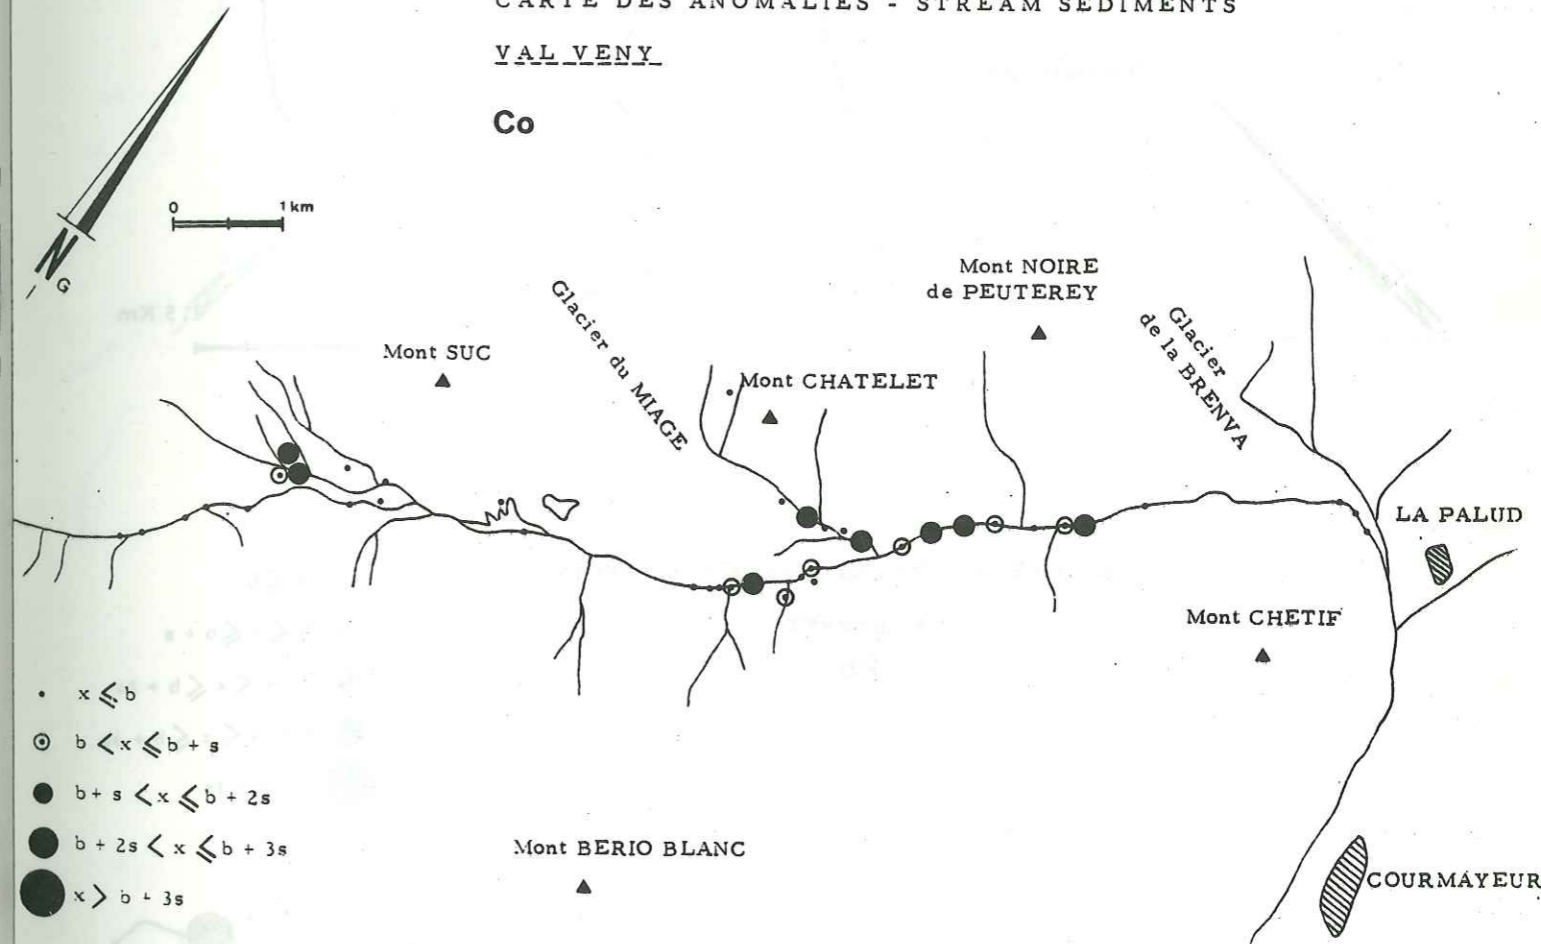 CARTE DES ANOMALIES - STREAM SEDIMENTS
VAL VENY
Co
0 1 km
N
G
Mont NOIRE
de PEUTEREY
Glacier du MIAGE
Glacier
de la BRENVA
Mont SUC
Mont CHATELET
LA PALUD
Mont CHETIF
x ⩽ b
b < x ⩽ b + s
b + s < x ⩽ b + 2s
b + 2s < x ⩽ b + 3s
x > b + 3s
Mont BERIO BLANC
COURMAYEUR